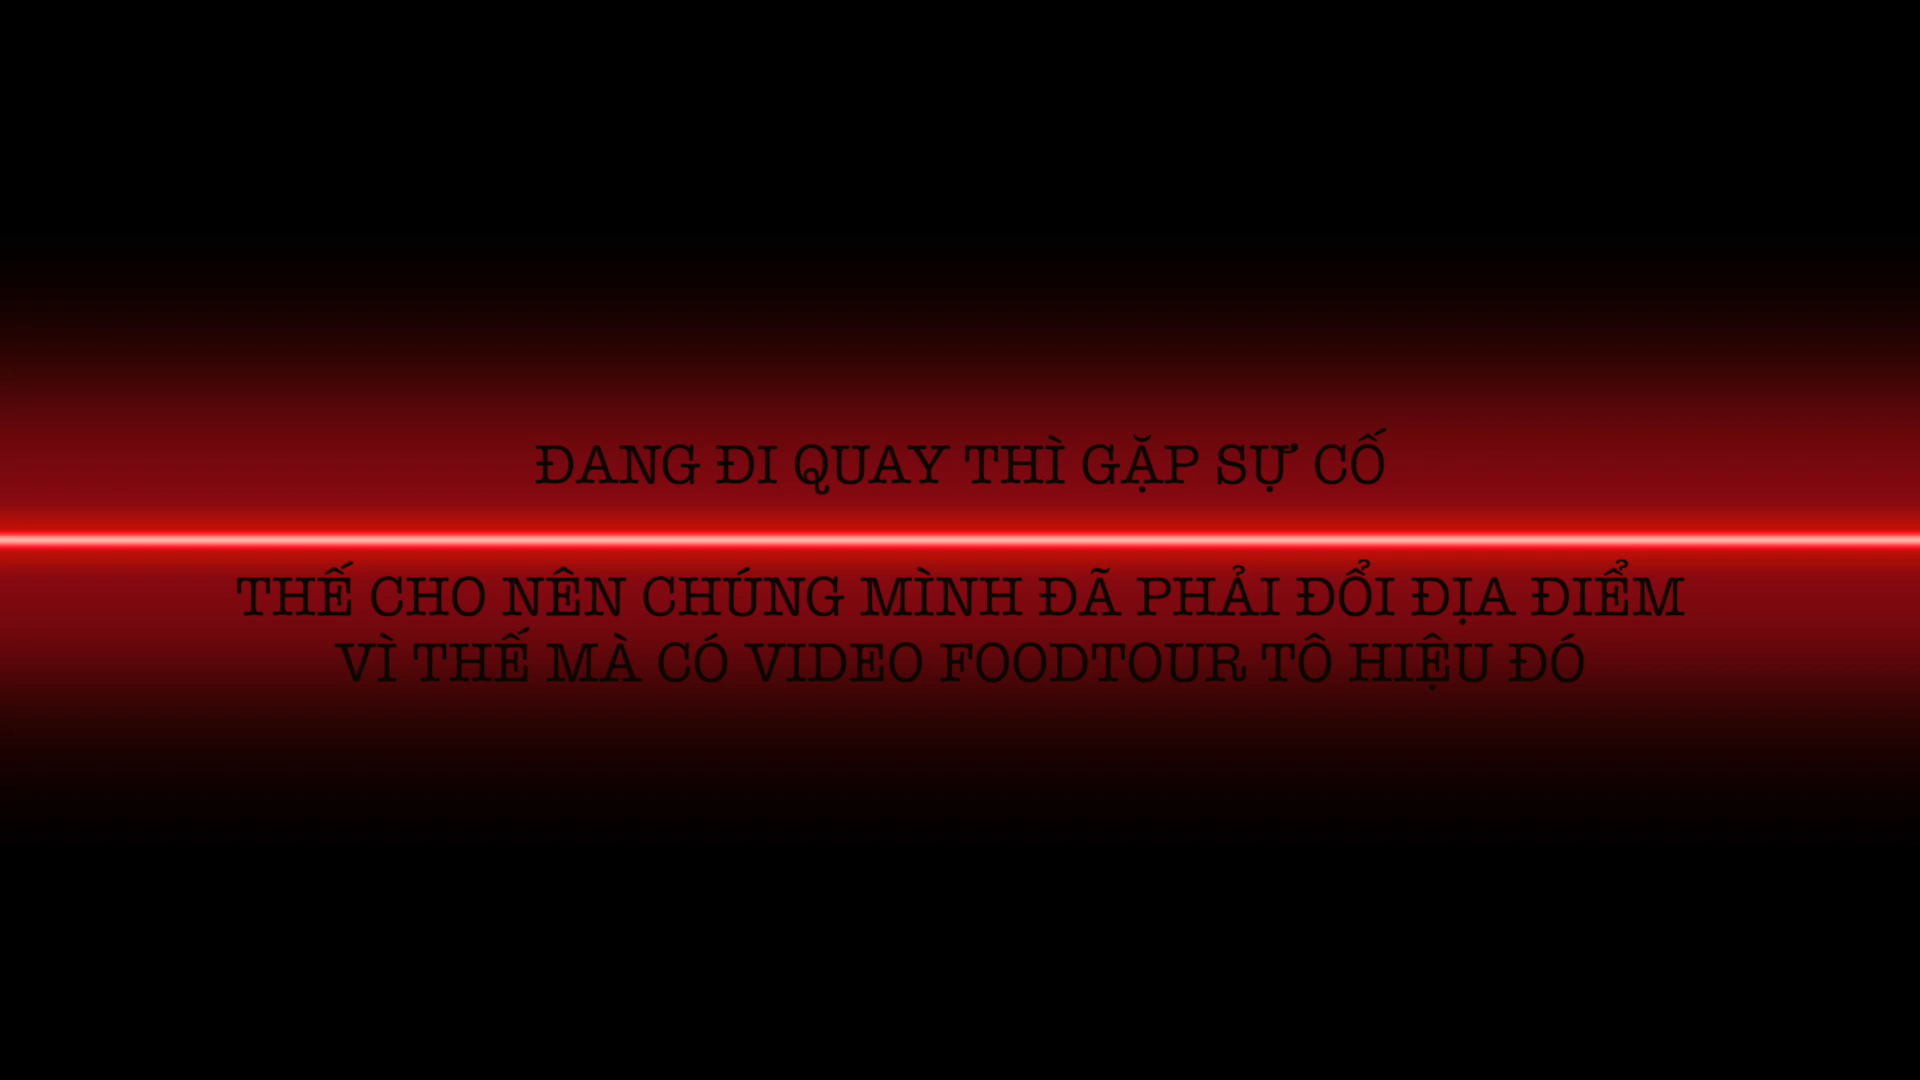 ĐANG ĐI QUAY THÌ GẶP SỰ CỐ
THẾ CHO NÊN CHÚNG MÌNH ĐÃ PHẢI ĐỔI ĐỊA ĐIỂM
VÌ THẾ MÀ CÓ VIDEO FOODTOUR TÔ HIỆU ĐÓ